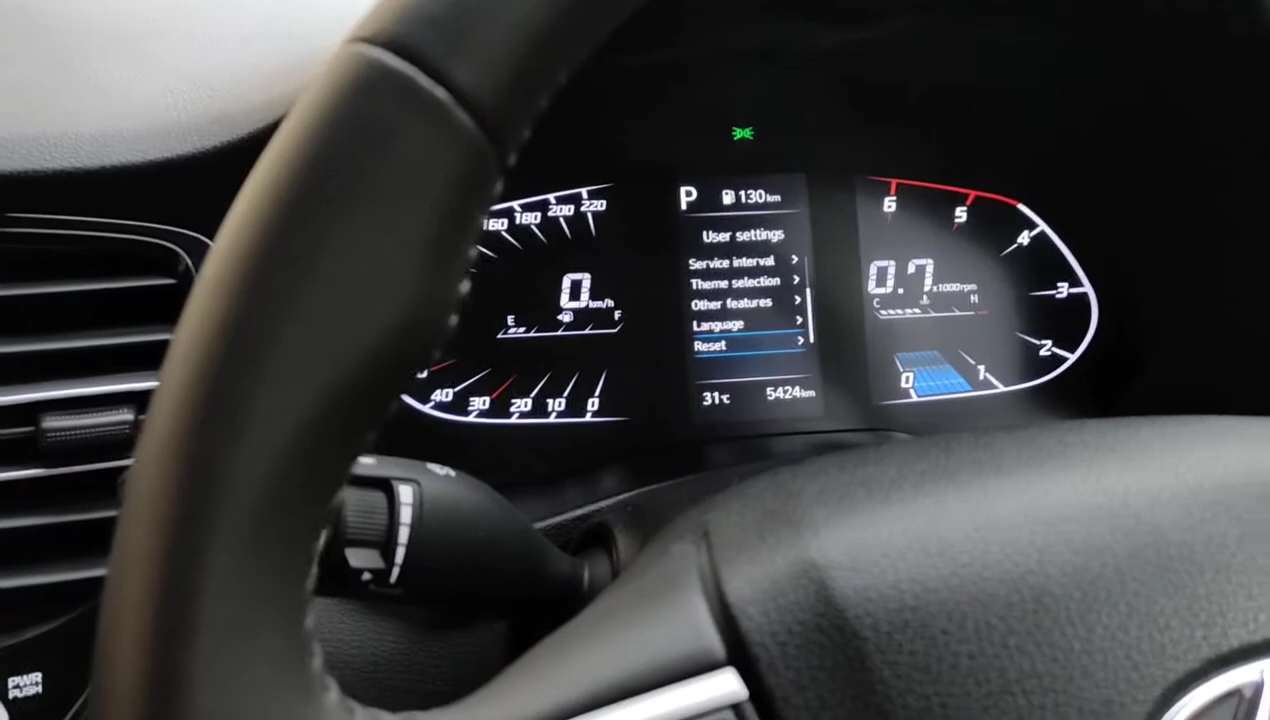 160 180 200 220
0 km/h
E F
40 30 20 10 0
P 130km
User settings
Service interval
Theme selection
Other features
Language
Reset
31°C 5424km
6 5 4 3 2 1 0
0.7 x1000rpm
C H
PWR
PUSH